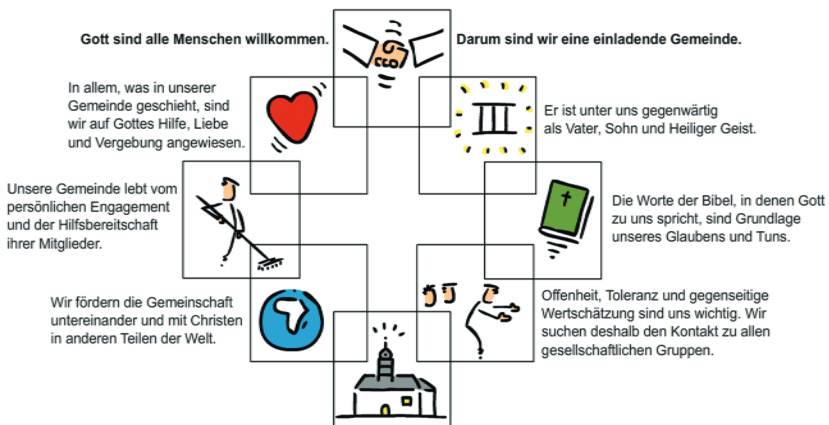 Gott sind alle Menschen willkommen.
Darum sind wir eine einladende Gemeinde.
Er ist unter uns gegenwärtig
als Vater, Sohn und Heiliger Geist.
Die Worte der Bibel, in denen Gott
zu uns spricht, sind Grundlage
unseres Glaubens und Tuns.
Offenheit, Toleranz und gegenseitige
Wertschätzung sind uns wichtig. Wir
suchen deshalb den Kontakt zu allen
gesellschaftlichen Gruppen.
Wir fördern die Gemeinschaft
untereinander und mit Christen
in anderen Teilen der Welt.
Unsere Gemeinde lebt vom
persönlichen Engagement
und der Hilfsbereitschaft
ihrer Mitglieder.
In allem, was in unserer
Gemeinde geschieht, sind
wir auf Gottes Hilfe, Liebe
und Vergebung angewiesen.